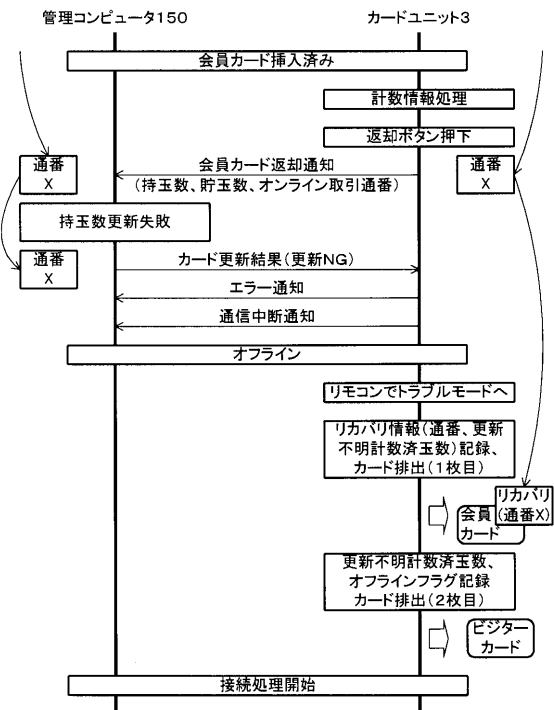 管理コンピュータ150
カードユニット3
会員カード挿入済み
計数情報処理
返却ボタン押下
通番
X
会員カード返却通知
(持玉数、貯玉数、オンライン取引通番)
通番
X
持玉数更新失敗
通番
X
カード更新結果(更新NG)
エラー通知
通信中断通知
オフライン
リモコンでトラブルモードへ
リカバリ情報(通番、更新
不明計数済玉数)記録、
カード排出(1枚目)
リカバリ
(通番X)
会員
カード
更新不明計数済玉数、
オフラインフラグ記録
カード排出(2枚目)
ビジター
カード
接続処理開始